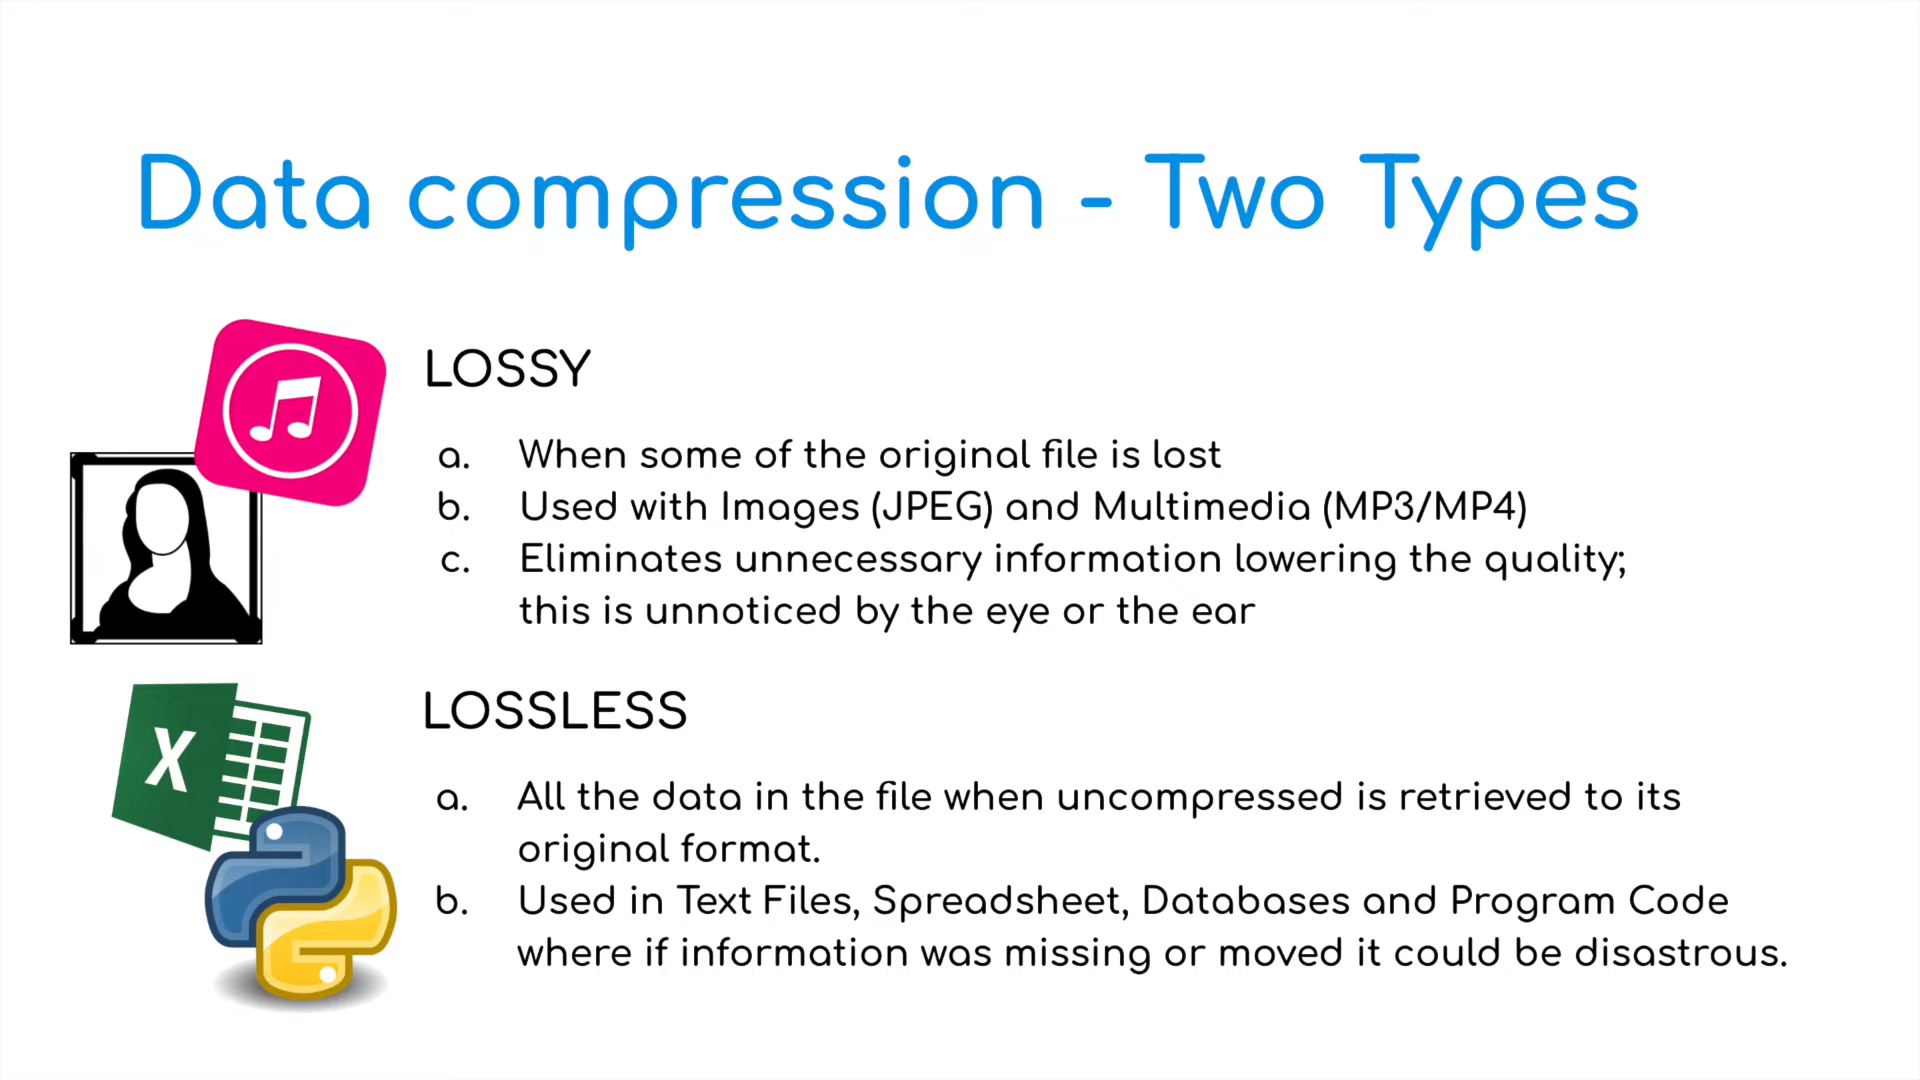 Data compression - Two Types
LOSSY
a. When some of the original file is lost
b. Used with Images (JPEG) and Multimedia (MP3/MP4)
c. Eliminates unnecessary information lowering the quality;
this is unnoticed by the eye or the ear
X
LOSSLESS
a. All the data in the file when uncompressed is retrieved to its
original format.
b. Used in Text Files, Spreadsheet, Databases and Program Code
where if information was missing or moved it could be disastrous.